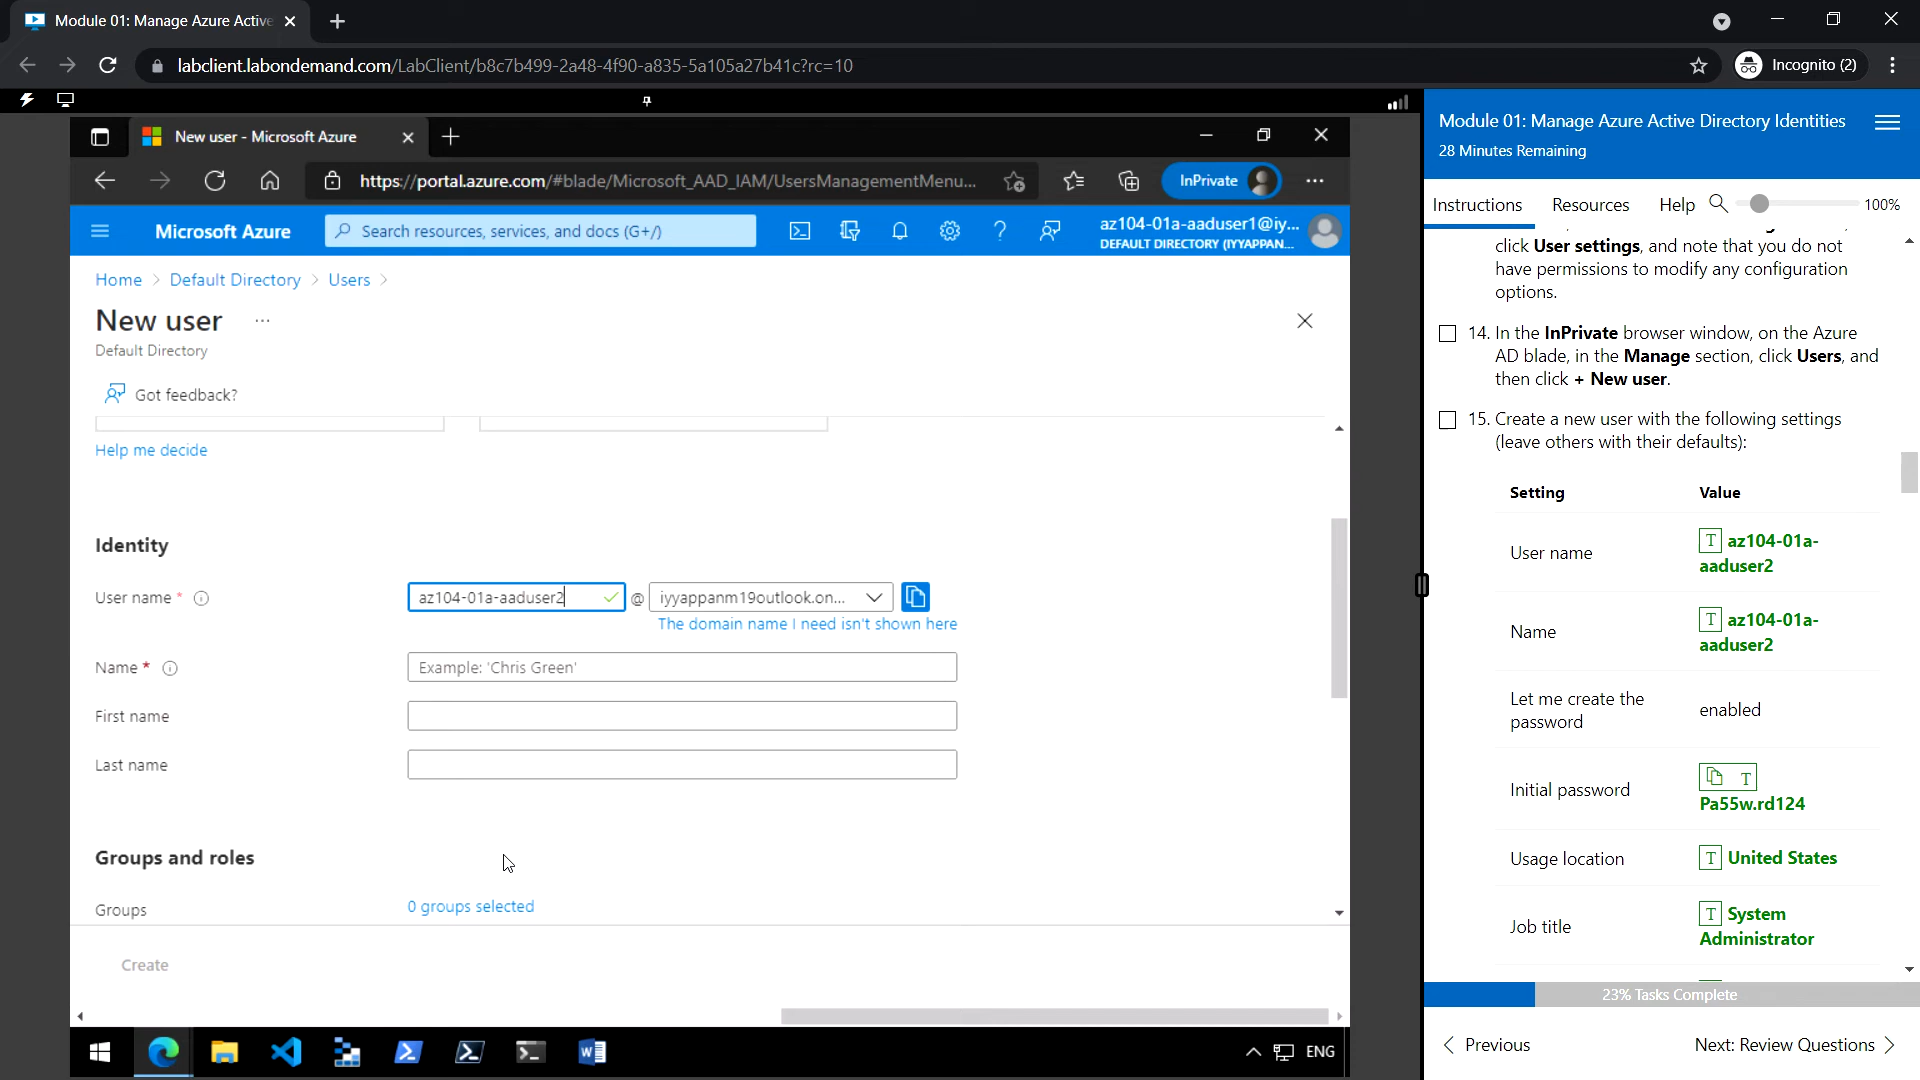 Module 01: Manage Azure Active
labclient.labondemand.com/LabClient/b8c7b499-2a48-4f90-a835-5a105a27b41c?rc=10
Incognito (2)
New user - Microsoft Azure
https://portal.azure.com/#blade/Microsoft_AAD_IAM/UsersManagementMenu...
InPrivate
Microsoft Azure
Search resources, services, and docs (G+/)
az104-01a-aaduser1@iy...
DEFAULT DIRECTORY (IYYAPPAN...
Home > Default Directory > Users >
New user ...
Default Directory
Got feedback?
Help me decide
Identity
User name *
az104-01a-aaduser2 @ iyyappanm19outlook.on...
The domain name I need isn't shown here
Name *
Example: 'Chris Green'
First name
Last name
Groups and roles
Groups
0 groups selected
Create
ENG
Module 01: Manage Azure Active Directory Identities
28 Minutes Remaining
Instructions Resources Help 100%
click User settings, and note that you do not
have permissions to modify any configuration
options.
14. In the InPrivate browser window, on the Azure
AD blade, in the Manage section, click Users, and
then click + New user.
15. Create a new user with the following settings
(leave others with their defaults):
Setting Value
User name
T az104-01a-
aaduser2
Name
T az104-01a-
aaduser2
Let me create the
password
enabled
Initial password
T
Pa55w.rd124
Usage location
T United States
Job title
T System
Administrator
23% Tasks Complete
< Previous
Next: Review Questions >